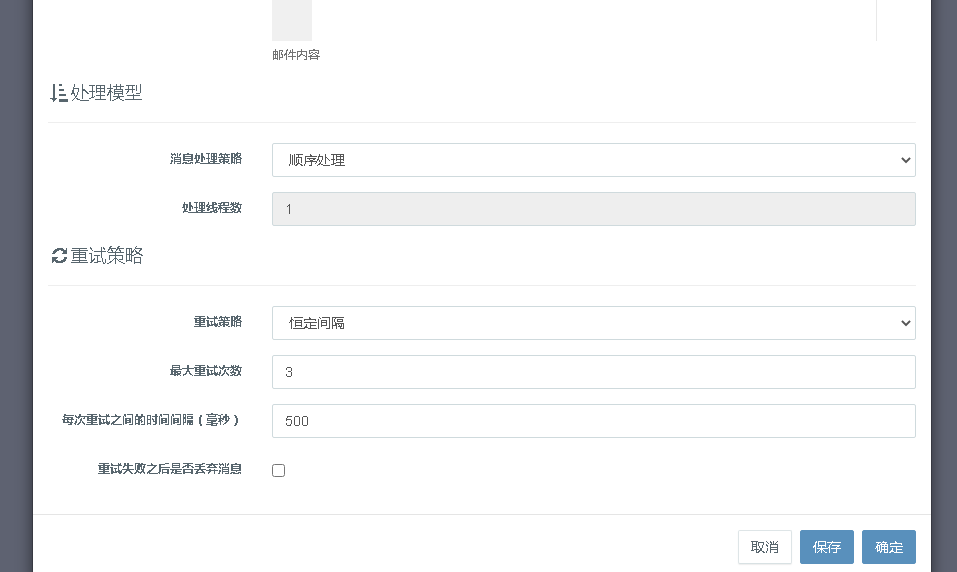 邮件内容
处理模型
消息处理策略 顺序处理
处理线程数 1
重试策略
重试策略 恒定间隔
最大重试次数 3
每次重试之间的时间间隔（毫秒） 500
重试失败之后是否丢弃消息
取消 保存 确定